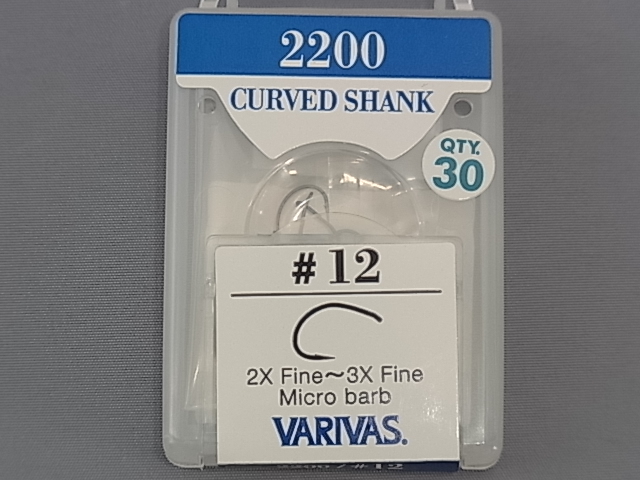 2200
CURVED SHANK
QTY.
30
# 12
2X Fine～3X Fine
Micro barb
VARIVAS.